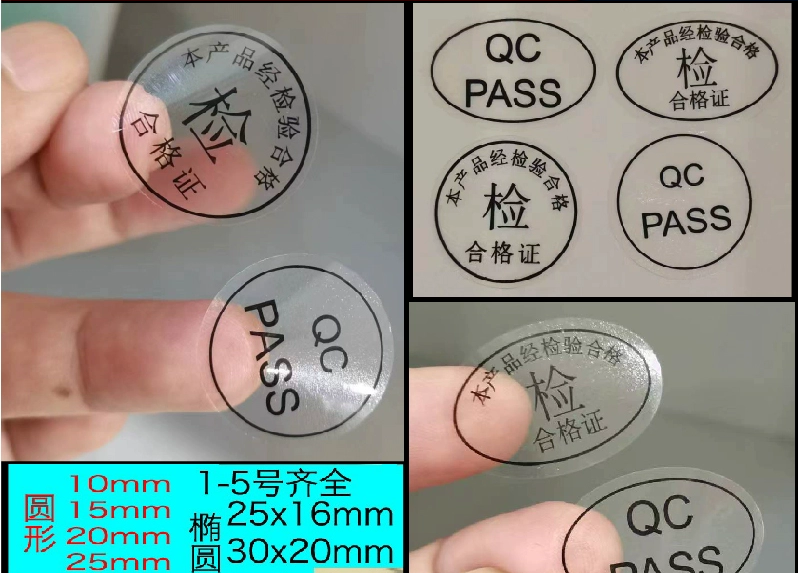 本产品经检验合格
检
合格证
QC
PASS
QC
PASS
本产品经检验合格
检
合格证
本产品经检验合格
检
合格证
QC
PASS
本产品经检验合格
检
合格证
QC
PASS
圆形
10mm
15mm
20mm
25mm
1-5号齐全
椭圆
25x16mm
30x20mm